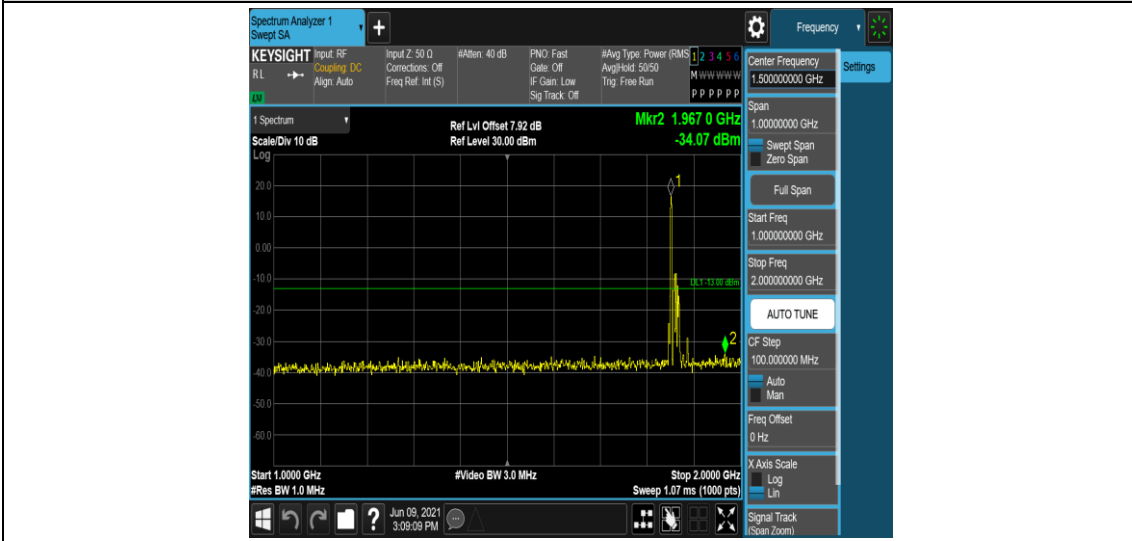 Spectrum Analyzer 1
Swept SA
+
Frequency
KEYSIGHT
RL
LM
Input: RF
Coupling: DC
Align: Auto
Input Z: 50 Ω
Corrections: Off
Freq Ref: Int (S)
#Atten: 40 dB
PNO: Fast
Gate: Off
IF Gain: Low
Sig Track: Off
#Avg Type: Power (RMS
Avg|Hold: 50/50
Trig: Free Run
1 2 3 4 5 6
M W W W W W
P P P P P P
1 Spectrum
Scale/Div 10 dB
Log
Ref Lvl Offset 7.92 dB
Ref Level 30.00 dBm
Mkr2 1.967 0 GHz
-34.07 dBm
1
20.0
10.0
0.00
-10.0
DL1 -13.00 dBm
-20.0
-30.0
2
-40.0
-50.0
-60.0
Start 1.0000 GHz
#Res BW 1.0 MHz
#Video BW 3.0 MHz
Stop 2.0000 GHz
Sweep 1.07 ms (1000 pts)
?
Jun 09, 2021
3:09:09 PM
Center Frequency
1.500000000 GHz
Settings
Span
1.00000000 GHz
Swept Span
Zero Span
Full Span
Start Freq
1.000000000 GHz
Stop Freq
2.000000000 GHz
AUTO TUNE
CF Step
100.000000 MHz
Auto
Man
Freq Offset
0 Hz
X Axis Scale
Log
Lin
Signal Track
(Span Zoom)